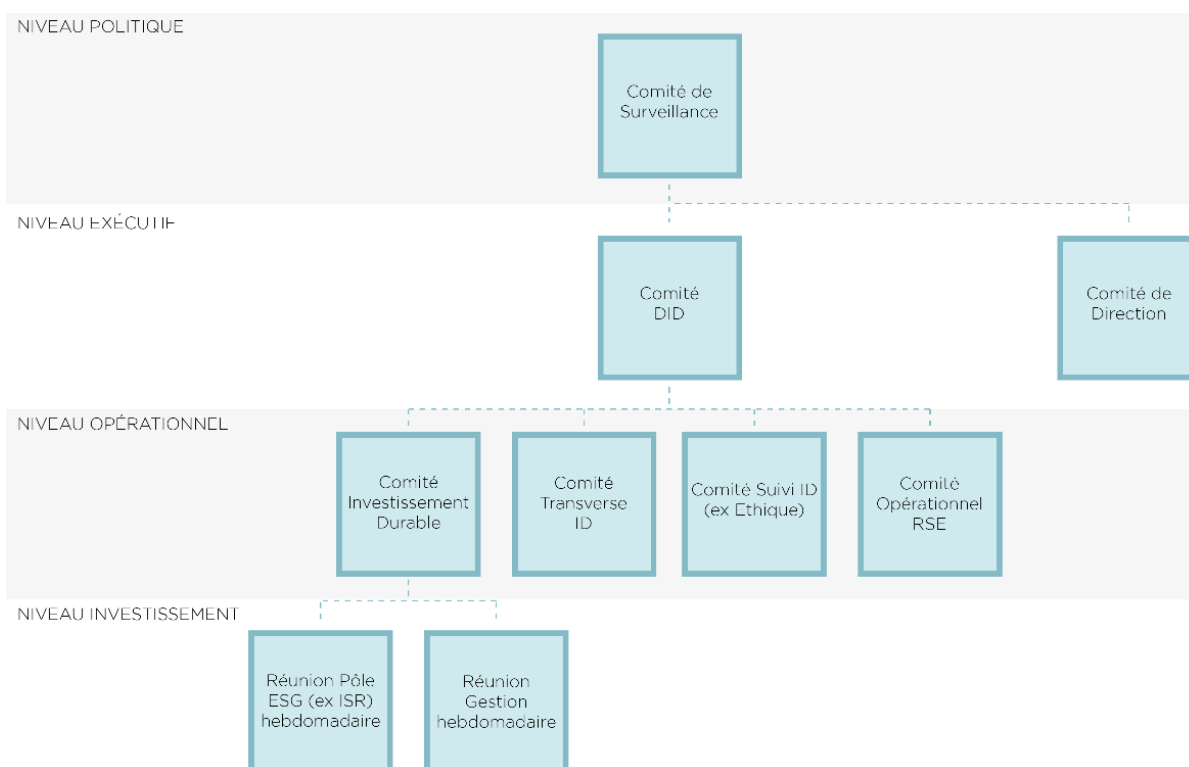 NIVEAU POLITIQUE
Comité de
Surveillance
NIVEAU EXÉCUTIF
Comité
DID
Comité de
Direction
NIVEAU OPÉRATIONNEL
Comité
Investissement
Durable
Comité
Transverse
ID
Comité Suivi ID
(ex Ethique)
Comité
Opérationnel
RSE
NIVEAU INVESTISSEMENT
Réunion Pôle
ESG (ex ISR)
hebdomadaire
Réunion
Gestion
hebdomadaire